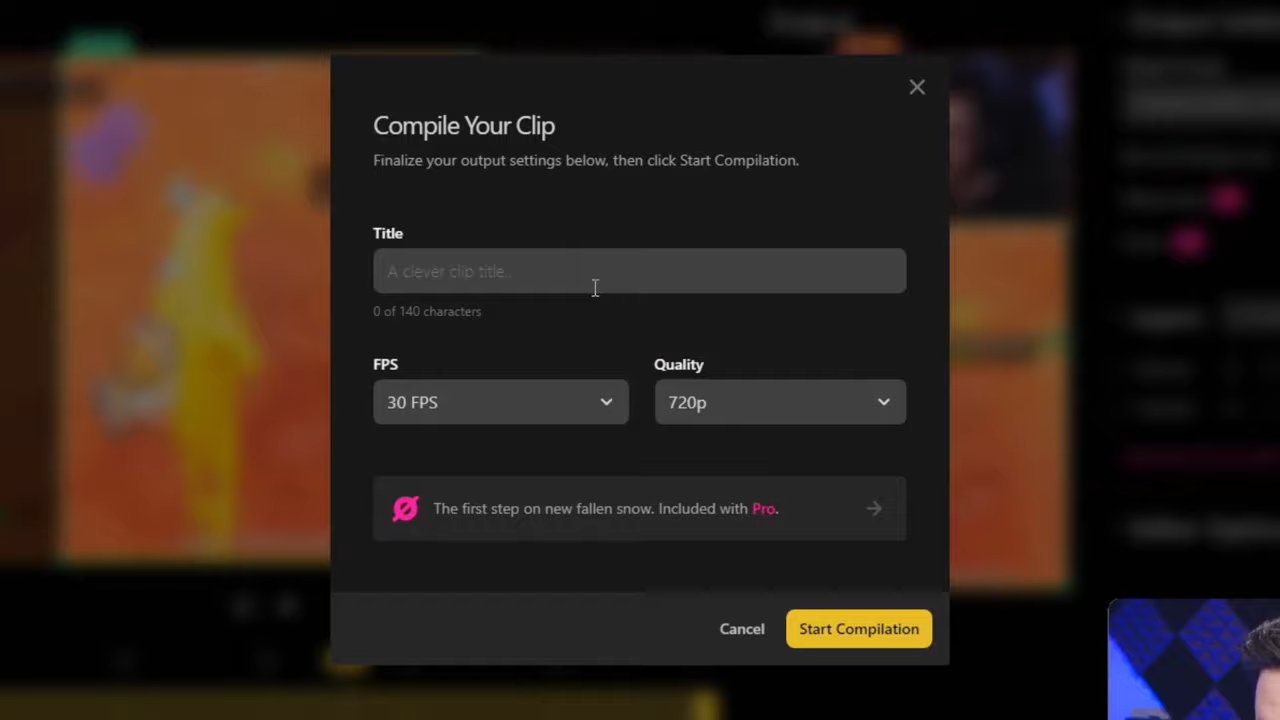 Compile Your Clip
Finalize your output settings below, then click Start Compilation.
Title
A clever clip title..
0 of 140 characters
FPS
Quality
30 FPS
720p
The first step on new fallen snow. Included with Pro.
Cancel
Start Compilation